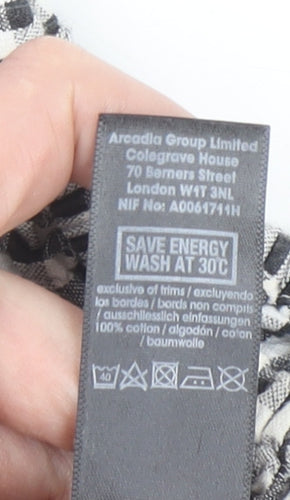 Arcadia Group Limited
Colegrave House
70 Berners Street
London W1T 3NL
NIF No: A0061711H
SAVE ENERGY
WASH AT 30°C
exclusive of trims / excluyendo
los bordes / bords non compris
/ ausschliesslich einfassungen
100% cotton / algodón / coton
/ baumwolle
40